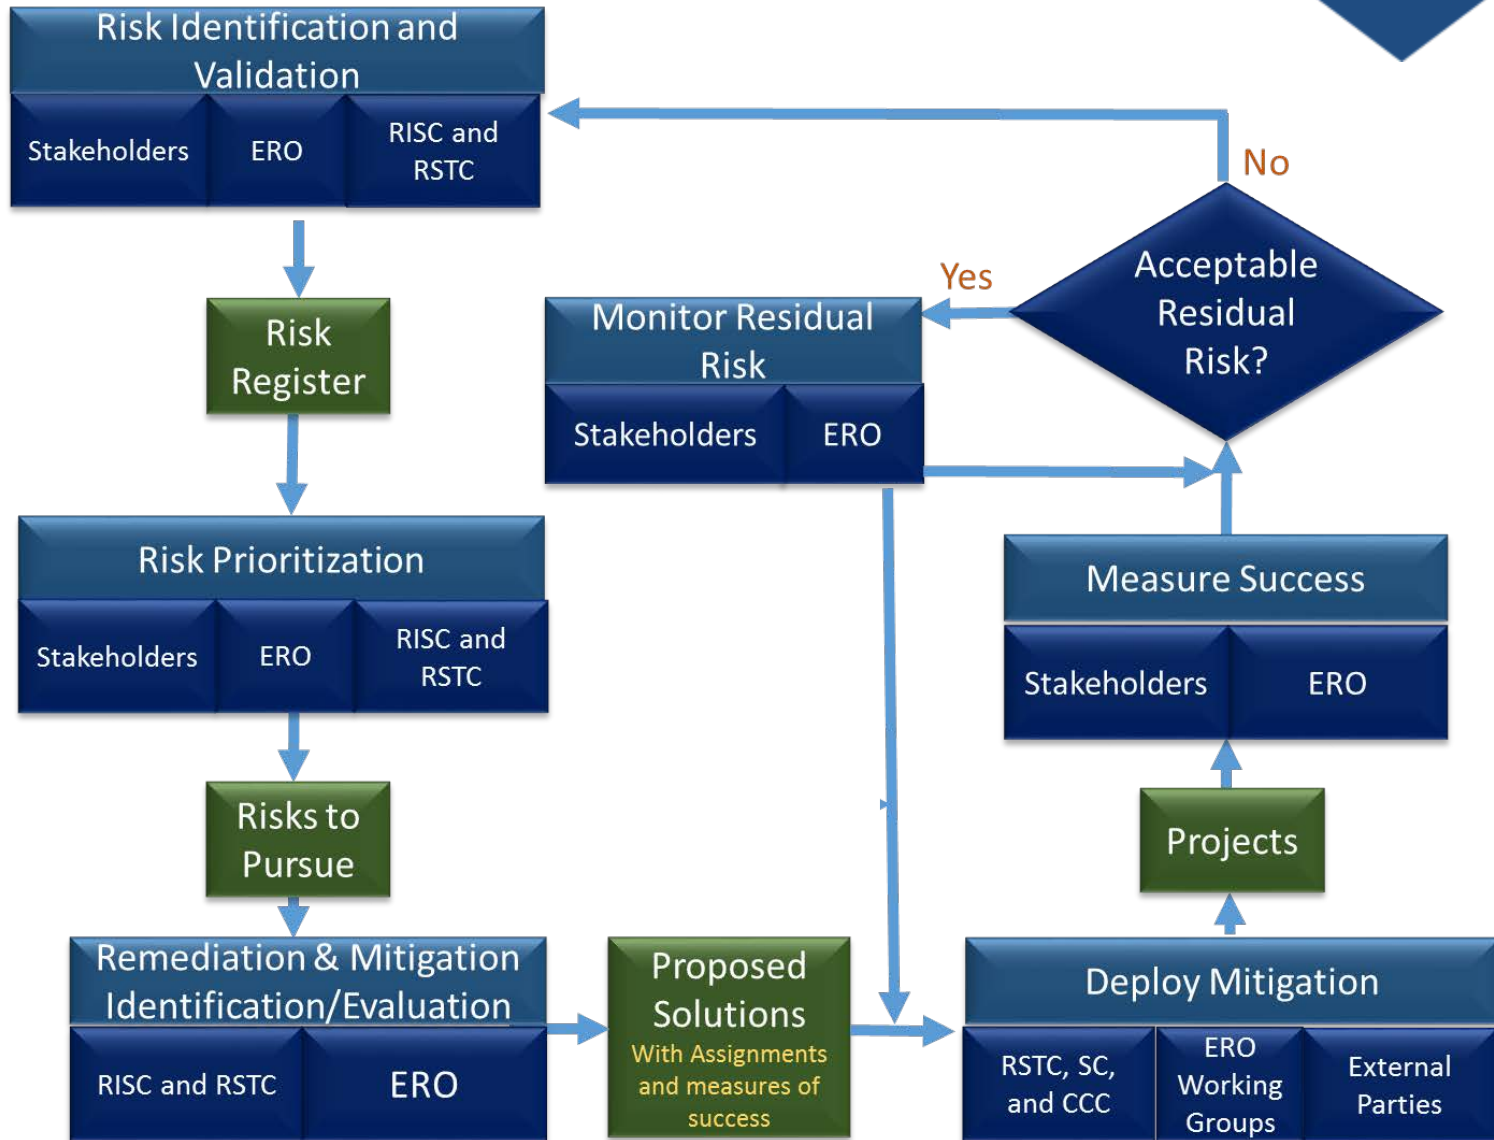 Risk Identification and
Validation
Stakeholders
ERO
RISC and
RSTC
Risk
Register
Risk Prioritization
Stakeholders
ERO
RISC and
RSTC
Risks to
Pursue
Remediation & Mitigation
Identification/Evaluation
RISC and RSTC
ERO
Proposed
Solutions
With Assignments
and measures of
success
Deploy Mitigation
RSTC, SC,
and CCC
ERO
Working
Groups
External
Parties
Projects
Measure Success
Stakeholders
ERO
Acceptable
Residual
Risk?
No
Yes
Monitor Residual
Risk
Stakeholders
ERO